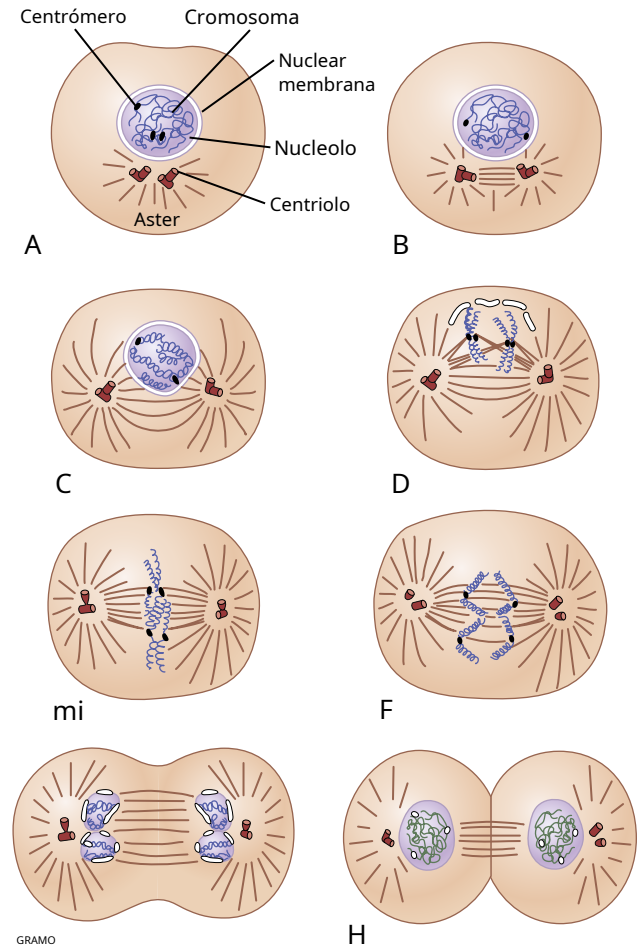 Centrómero
Cromosoma
Nuclear
membrana
Nucleolo
Centriolo
Aster
A
B
C
D
mi
F
GRAMO
H